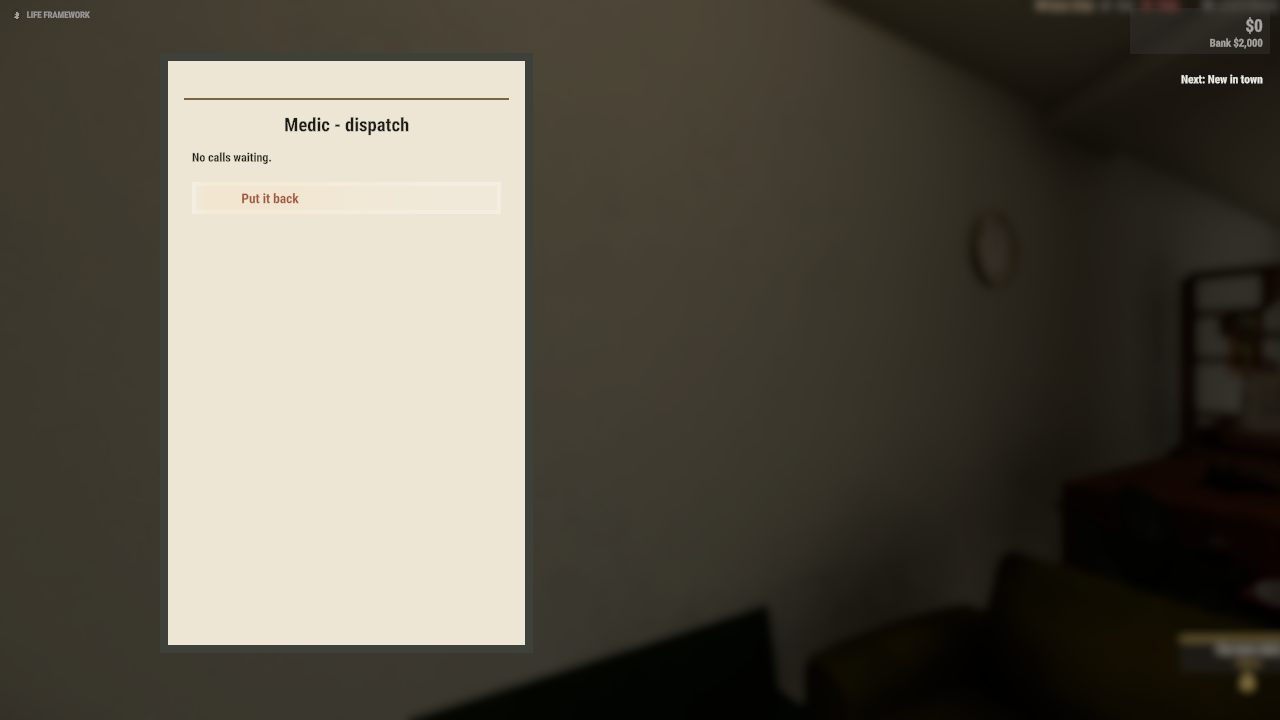 LIFE FRAMEWORK
$0
Bank $2,000
Next: New in town
Medic - dispatch
No calls waiting.
Put it back